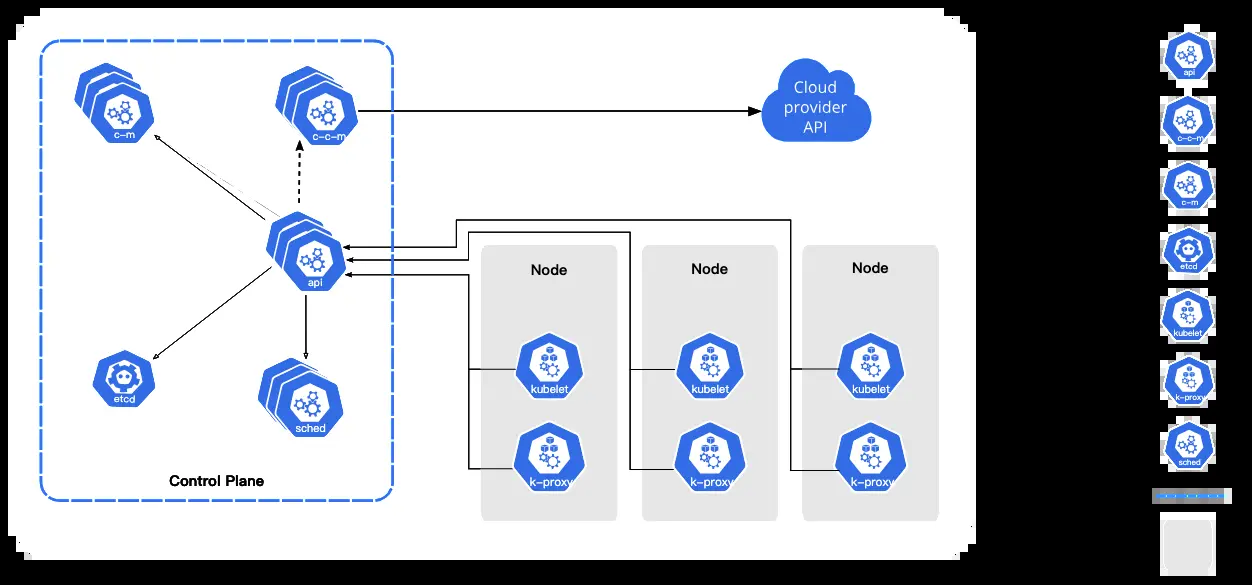 c-m
c-c-m
Cloud
provider
API
api
etcd
sched
Control Plane
Node
kubelet
k-proxy
Node
kubelet
k-proxy
Node
kubelet
k-proxy
api
c-c-m
c-m
etcd
kubelet
k-proxy
sched